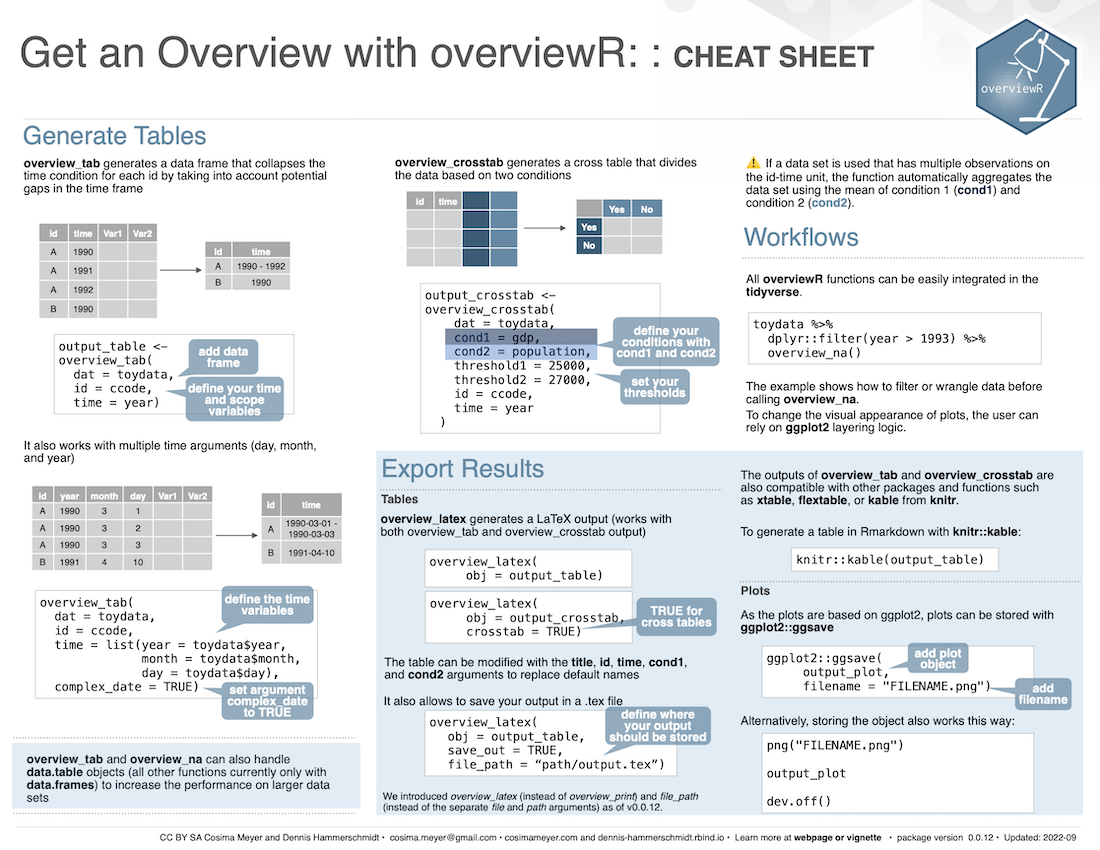 Get an Overview with overviewR: : CHEAT SHEET
overviewR
Generate Tables
overview_tab generates a data frame that collapses the
time condition for each id by taking into account potential
gaps in the time frame
id time Var1 Var2
A 1990
A 1991
A 1992
B 1990
id time
A 1990 - 1992
B 1990
output_table <-
overview_tab(
dat = toydata,
id = ccode,
time = year)
add data
frame
define your time
and scope
variables
It also works with multiple time arguments (day, month,
and year)
id year month day Var1 Var2
A 1990 3 1
A 1990 3 2
A 1990 3 3
B 1991 4 10
id time
A 1990-03-01 -
1990-03-03
B 1991-04-10
overview_tab(
dat = toydata,
id = ccode,
time = list(year = toydata$year,
month = toydata$month,
day = toydata$day),
complex_date = TRUE)
define the time
variables
set argument
complex_date
to TRUE
overview_tab and overview_na can also handle
data.table objects (all other functions currently only with
data.frames) to increase the performance on larger data
sets
overview_crosstab generates a cross table that divides
the data based on two conditions
id time
Yes No
Yes
No
output_crosstab <-
overview_crosstab(
dat = toydata,
cond1 = gdp,
cond2 = population,
threshold1 = 25000,
threshold2 = 27000,
id = ccode,
time = year
)
define your
conditions with
cond1 and cond2
set your
thresholds
⚠️ If a data set is used that has multiple observations on
the id-time unit, the function automatically aggregates the
data set using the mean of condition 1 (cond1) and
condition 2 (cond2).
Workflows
All overviewR functions can be easily integrated in the
tidyverse.
toydata %>%
dplyr::filter(year > 1993) %>%
overview_na()
The example shows how to filter or wrangle data before
calling overview_na.
To change the visual appearance of plots, the user can
rely on ggplot2 layering logic.
Export Results
Tables
overview_latex generates a LaTeX output (works with
both overview_tab and overview_crosstab output)
overview_latex(
obj = output_table)
overview_latex(
obj = output_crosstab,
crosstab = TRUE)
TRUE for
cross tables
The table can be modified with the title, id, time, cond1,
and cond2 arguments to replace default names
It also allows to save your output in a .tex file
overview_latex(
obj = output_table,
save_out = TRUE,
file_path = “path/output.tex”)
define where
your output
should be stored
We introduced overview_latex (instead of overview_print) and file_path
(instead of the separate file and path arguments) as of v0.0.12.
The outputs of overview_tab and overview_crosstab are
also compatible with other packages and functions such
as xtable, flextable, or kable from knitr.
To generate a table in Rmarkdown with knitr::kable:
knitr::kable(output_table)
Plots
As the plots are based on ggplot2, plots can be stored with
ggplot2::ggsave
ggplot2::ggsave(
output_plot,
filename = "FILENAME.png")
add plot
object
add
filename
Alternatively, storing the object also works this way:
png("FILENAME.png")
output_plot
dev.off()
CC BY SA Cosima Meyer and Dennis Hammerschmidt • cosima.meyer@gmail.com • cosimameyer.com and dennis-hammerschmidt.rbind.io • Learn more at webpage or vignette • package version 0.0.12 • Updated: 2022-09